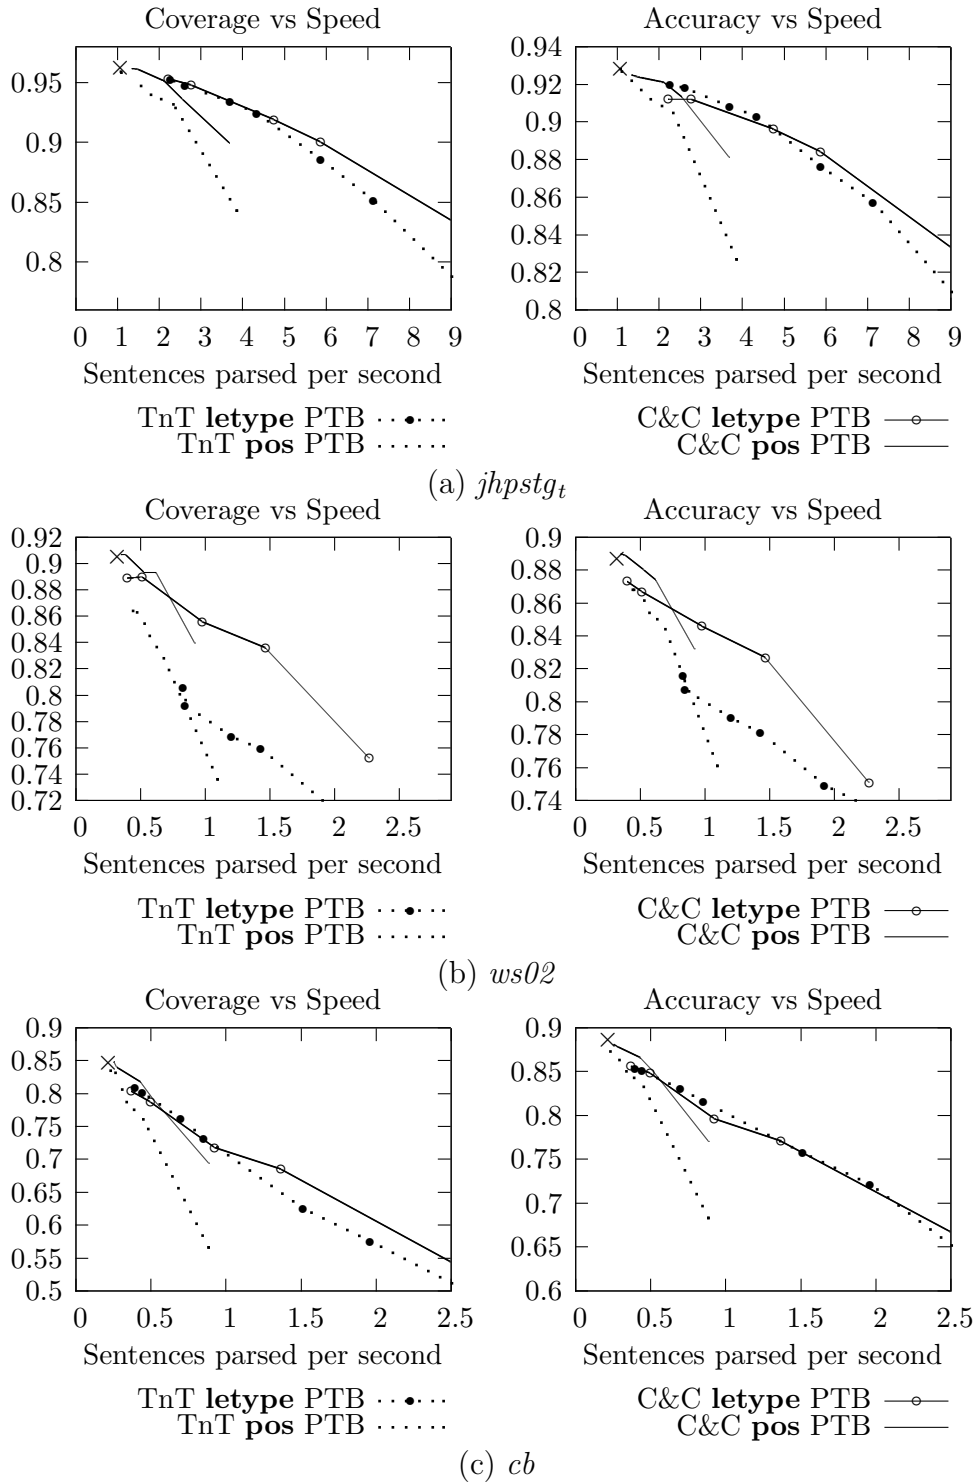 Coverage vs Speed
0.95
0.9
0.85
0.8
0 1 2 3 4 5 6 7 8 9
Sentences parsed per second
Accuracy vs Speed
0.94
0.92
0.9
0.88
0.86
0.84
0.82
0.8
0 1 2 3 4 5 6 7 8 9
Sentences parsed per second
TnT letype PTB
TnT pos PTB
C&C letype PTB
C&C pos PTB
(a) jhpstg_t
Coverage vs Speed
0.92
0.9
0.88
0.86
0.84
0.82
0.8
0.78
0.76
0.74
0.72
0 0.5 1 1.5 2 2.5
Sentences parsed per second
Accuracy vs Speed
0.9
0.88
0.86
0.84
0.82
0.8
0.78
0.76
0.74
0 0.5 1 1.5 2 2.5
Sentences parsed per second
TnT letype PTB
TnT pos PTB
C&C letype PTB
C&C pos PTB
(b) ws02
Coverage vs Speed
0.9
0.85
0.8
0.75
0.7
0.65
0.6
0.55
0.5
0 0.5 1 1.5 2 2.5
Sentences parsed per second
Accuracy vs Speed
0.9
0.85
0.8
0.75
0.7
0.65
0.6
0 0.5 1 1.5 2 2.5
Sentences parsed per second
TnT letype PTB
TnT pos PTB
C&C letype PTB
C&C pos PTB
(c) cb